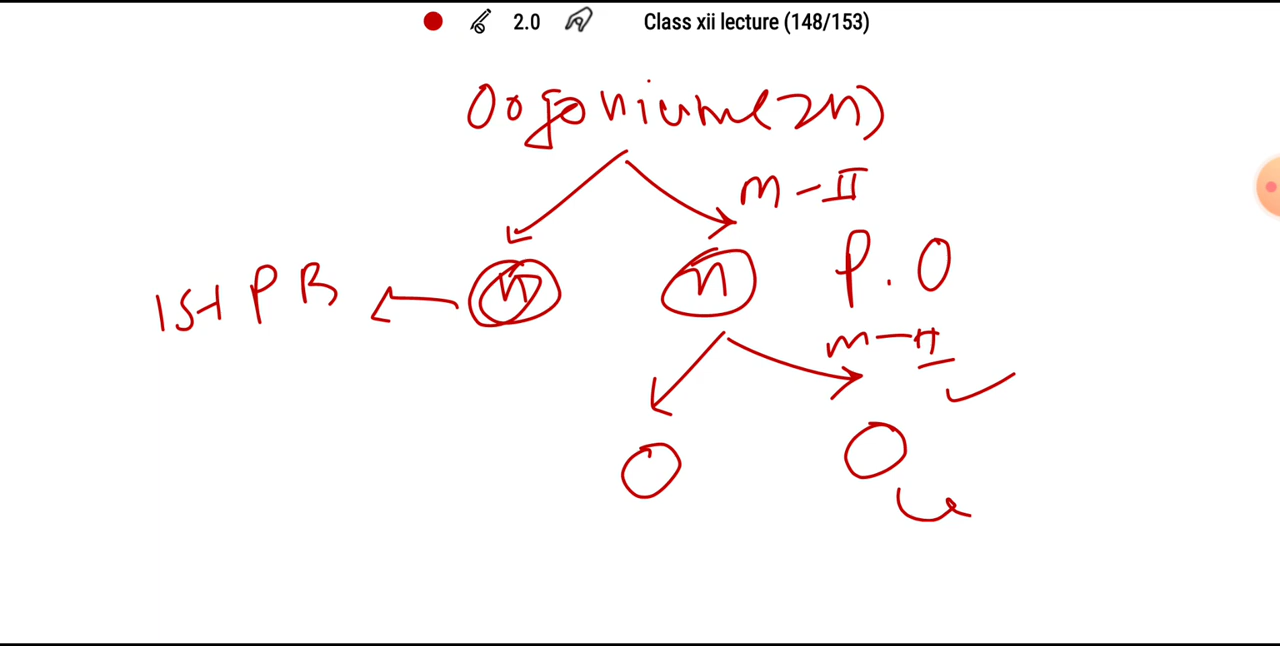 2.0 Class xii lecture (148/153)
Oogonium(2n)
m-II
n n P.O
1st PB
m-II